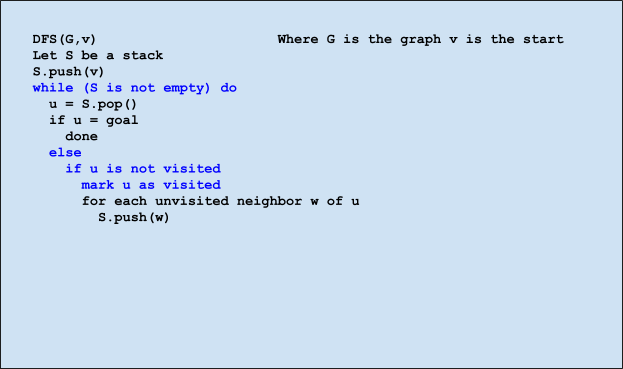 DFS(G,v) Where G is the graph v is the start
Let S be a stack
S.push(v)
while (S is not empty) do
u = S.pop()
if u = goal
done
else
if u is not visited
mark u as visited
for each unvisited neighbor w of u
S.push(w)